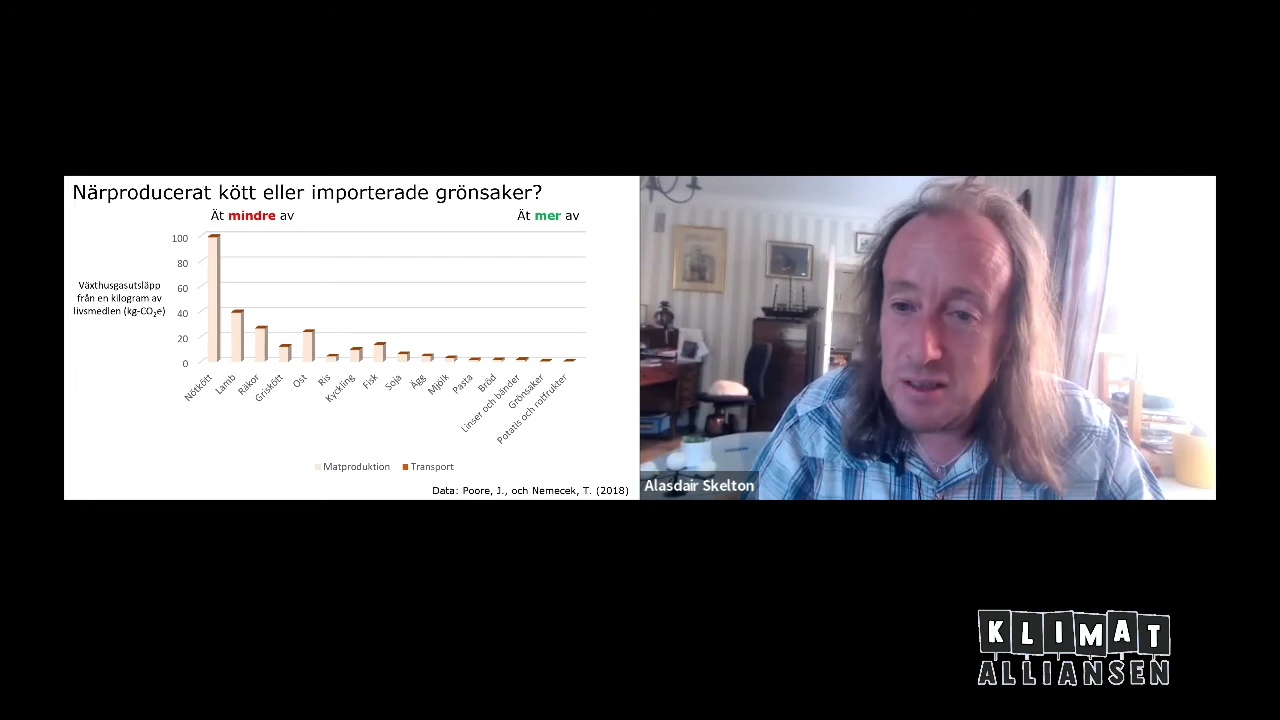 Närproducerat kött eller importerade grönsaker?
Ät mindre av
Ät mer av
100
80
60
40
20
0
Växthusgasutsläpp
från en kilogram av
livsmedlen (kg-CO₂e)
Nötkött
Lamb
Räkor
Griskött
Ost
Ris
Kyckling
Fisk
Soja
Ägg
Mjölk
Pasta
Bröd
Linser och bönder
Grönsaker
Potatis och rotfrukter
Matproduktion
Transport
Data: Poore, J., och Nemecek, T. (2018)
Alasdair Skelton
KLIMAT
ALLIANSEN